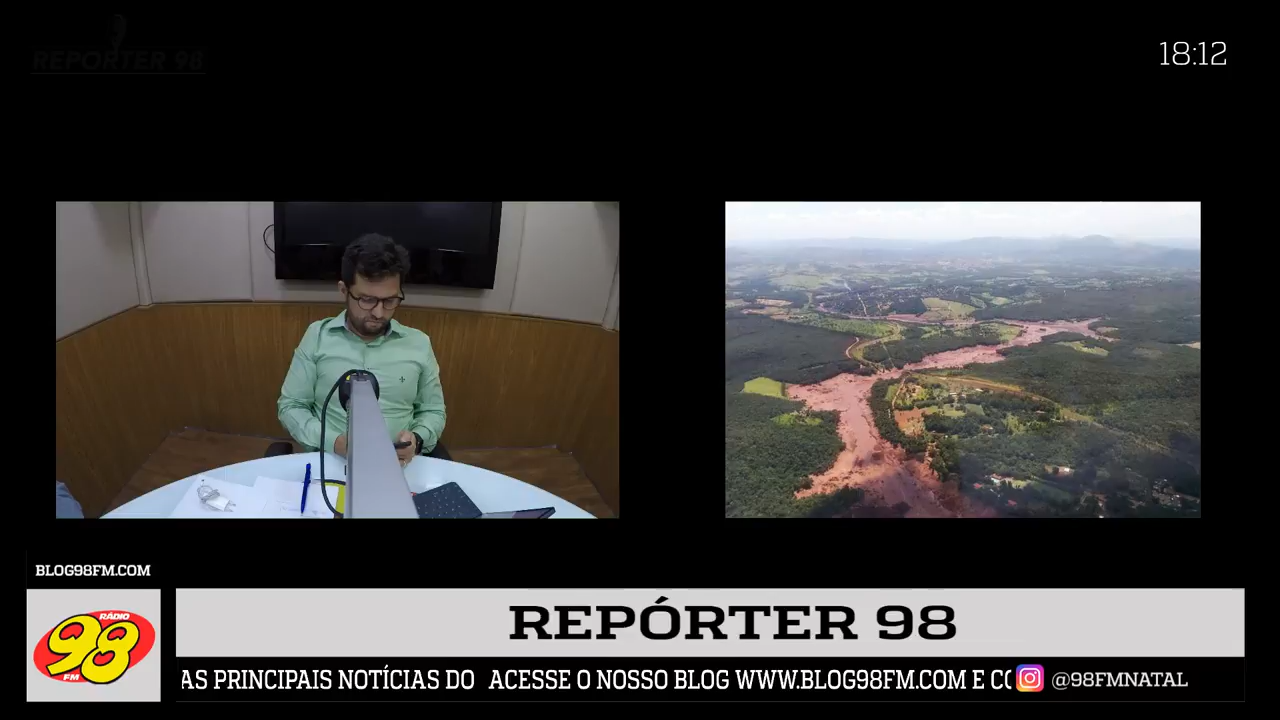 REPÓRTER 98
18:12
BLOG98FM.COM
RÁDIO
98
FM
REPÓRTER 98
AS PRINCIPAIS NOTÍCIAS DO ACESSE O NOSSO BLOG WWW.BLOG98FM.COM E CO
@98FMNATAL